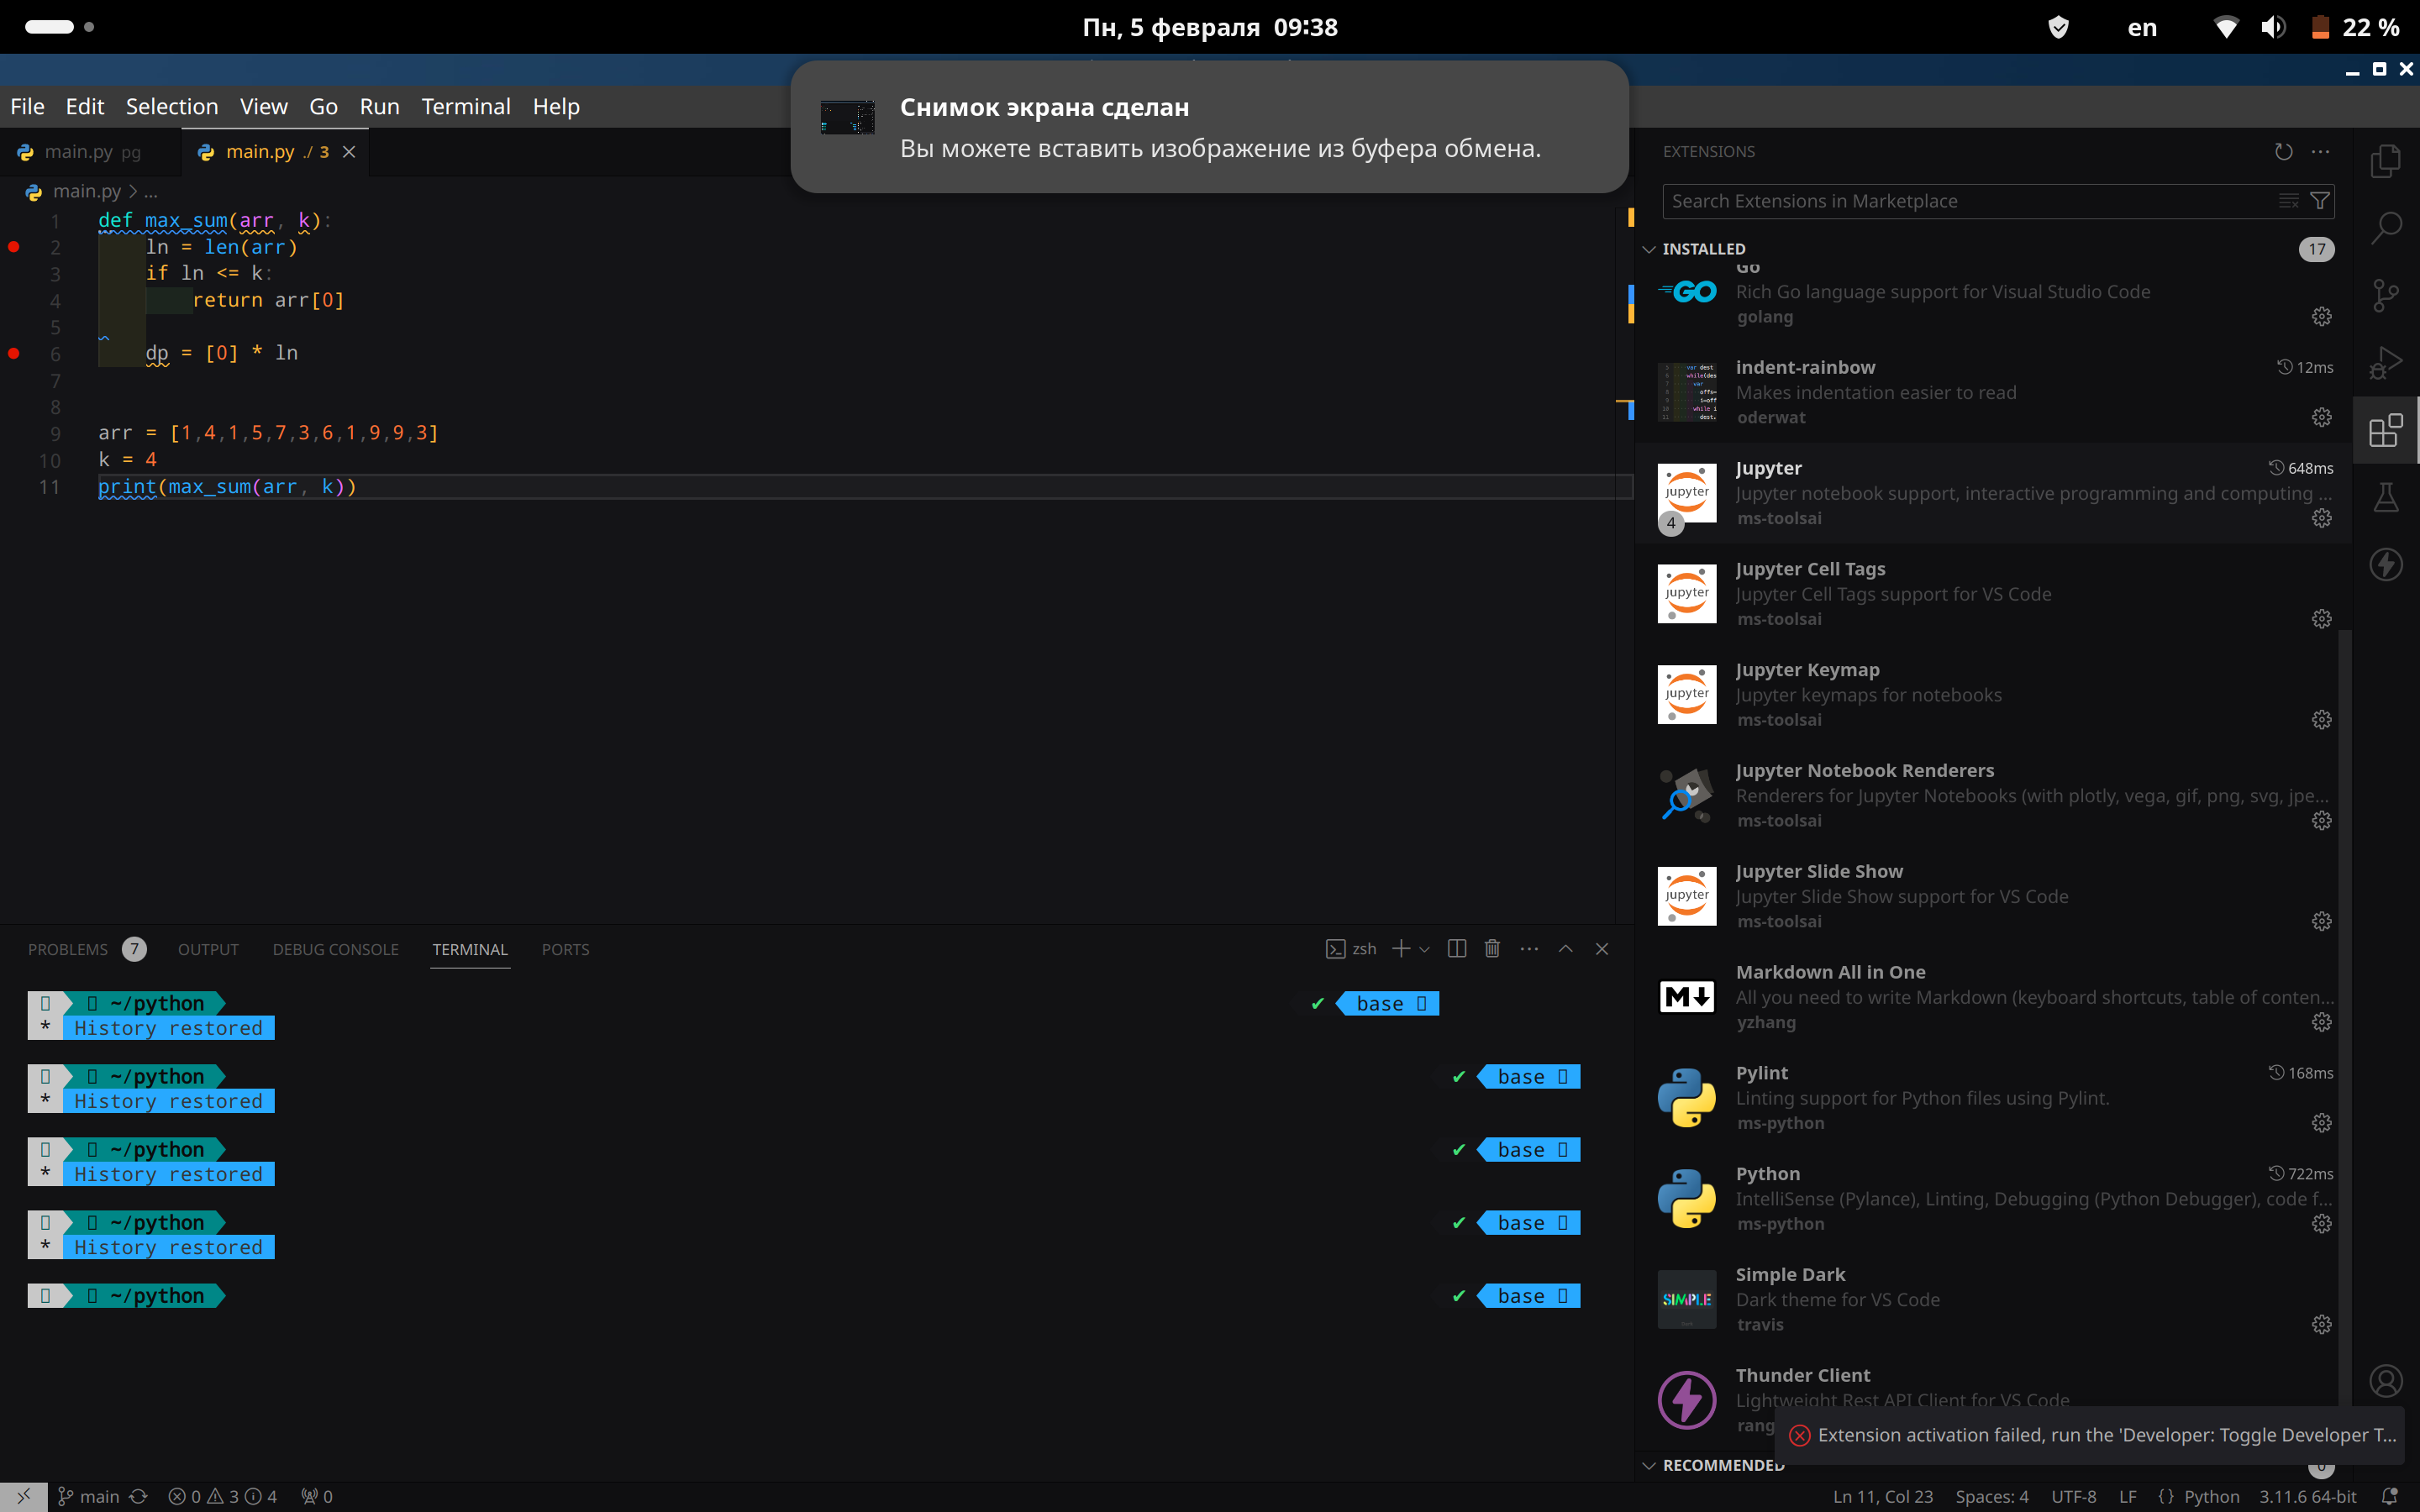 Пн, 5 февраля 09:38
en
22 %
File Edit Selection View Go Run Terminal Help
Снимок экрана сделан
Вы можете вставить изображение из буфера обмена.
main.py pg
main.py ./ 3
main.py > ...
1 def max_sum(arr, k):
2 ln = len(arr)
3 if ln <= k:
4 return arr[0]
5
6 dp = [0] * ln
7
8
9 arr = [1,4,1,5,7,3,6,1,9,9,3]
10 k = 4
11 print(max_sum(arr, k))
PROBLEMS 7 OUTPUT DEBUG CONSOLE TERMINAL PORTS
zsh
~/python
base
* History restored
~/python
base
* History restored
~/python
base
* History restored
~/python
base
* History restored
~/python
base
EXTENSIONS
Search Extensions in Marketplace
INSTALLED 17
Go
Rich Go language support for Visual Studio Code
golang
indent-rainbow 12ms
Makes indentation easier to read
oderwat
Jupyter 648ms
Jupyter notebook support, interactive programming and computing ...
ms-toolsai
4
Jupyter Cell Tags
Jupyter Cell Tags support for VS Code
ms-toolsai
Jupyter Keymap
Jupyter keymaps for notebooks
ms-toolsai
Jupyter Notebook Renderers
Renderers for Jupyter Notebooks (with plotly, vega, gif, png, svg, jpe...
ms-toolsai
Jupyter Slide Show
Jupyter Slide Show support for VS Code
ms-toolsai
Markdown All in One
All you need to write Markdown (keyboard shortcuts, table of conten...
yzhang
Pylint 168ms
Linting support for Python files using Pylint.
ms-python
Python 722ms
IntelliSense (Pylance), Linting, Debugging (Python Debugger), code f...
ms-python
SIMPLE
Simple Dark
Dark theme for VS Code
travis
Thunder Client
Lightweight Rest API Client for VS Code
rang
Extension activation failed, run the 'Developer: Toggle Developer T...
RECOMMENDED 0
main 0 3 4 0
Ln 11, Col 23 Spaces: 4 UTF-8 LF {} Python 3.11.6 64-bit